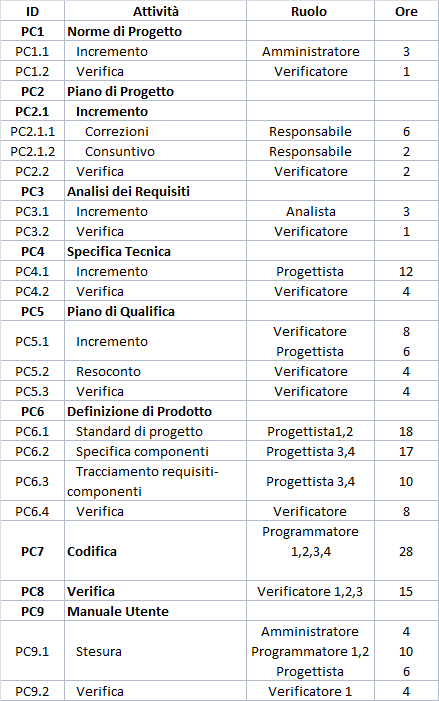 ID Attività Ruolo Ore
PC1 Norme di Progetto
PC1.1 Incremento Amministratore 3
PC1.2 Verifica Verificatore 1
PC2 Piano di Progetto
PC2.1 Incremento
PC2.1.1 Correzioni Responsabile 6
PC2.1.2 Consuntivo Responsabile 2
PC2.2 Verifica Verificatore 2
PC3 Analisi dei Requisiti
PC3.1 Incremento Analista 3
PC3.2 Verifica Verificatore 1
PC4 Specifica Tecnica
PC4.1 Incremento Progettista 12
PC4.2 Verifica Verificatore 4
PC5 Piano di Qualifica
Verificatore 8
PC5.1 Incremento
Progettista 6
PC5.2 Resoconto Verificatore 4
PC5.3 Verifica Verificatore 4
PC6 Definizione di Prodotto
PC6.1 Standard di progetto Progettista1,2 18
PC6.2 Specifica componenti Progettista 3,4 17
Tracciamento requisiti-
PC6.3 Progettista 3,4 10
componenti
PC6.4 Verifica Verificatore 8
Programmatore
PC7 Codifica 1,2,3,4 28
PC8 Verifica Verificatore 1,2,3 15
PC9 Manuale Utente
Amministratore 4
PC9.1 Stesura Programmatore 1,2 10
Progettista 6
PC9.2 Verifica Verificatore 1 4